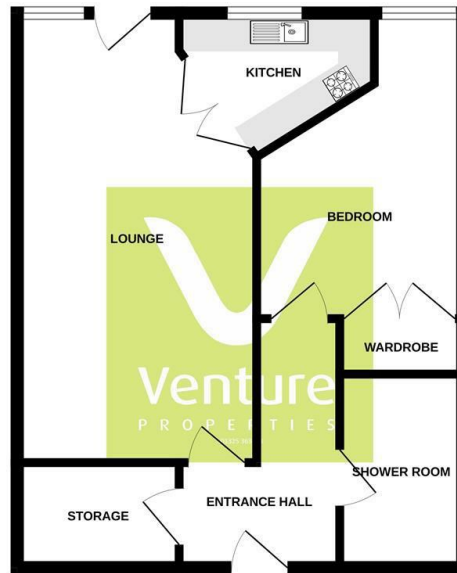 KITCHEN
BEDROOM
LOUNGE
WARDROBE
Venture
PROPERTIES
SHOWER ROOM
ENTRANCE HALL
STORAGE